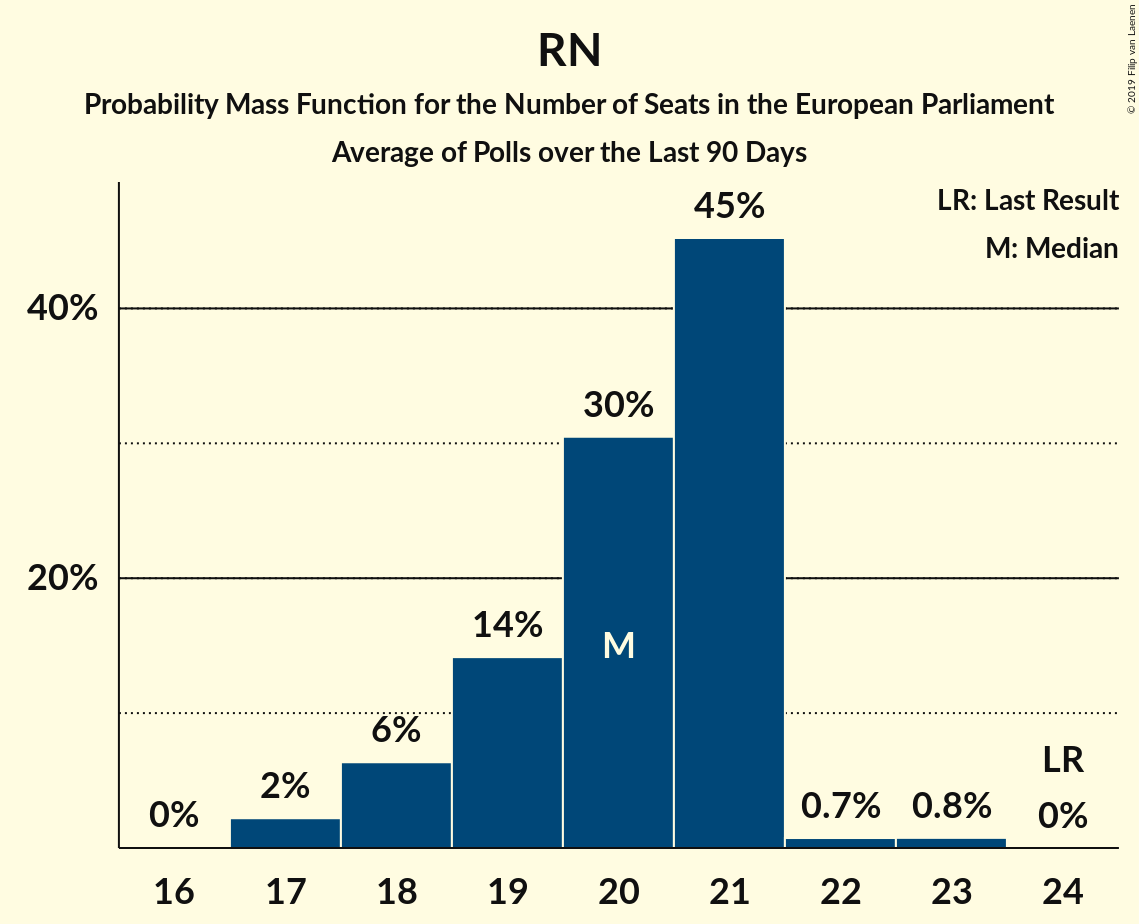 RN
Probability Mass Function for the Number of Seats in the European Parliament
Average of Polls over the Last 90 Days
© 2019 Filip van Laenen
LR: Last Result
M: Median
40%
20%
0%
2%
6%
14%
30%
45%
0.7%
0.8%
0%
M
LR
16 17 18 19 20 21 22 23 24